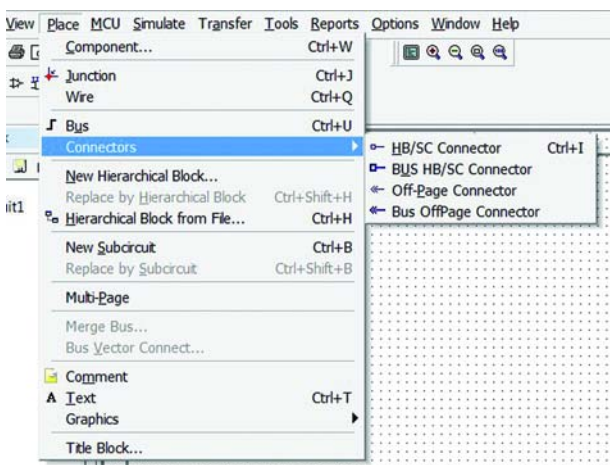 View Place MCU Simulate Transfer Tools Reports Options Window Help
Component... Ctrl+W
Junction Ctrl+J
Wire Ctrl+Q
Bus Ctrl+U
Connectors
HB/SC Connector Ctrl+I
BUS HB/SC Connector
Off-Page Connector
Bus OffPage Connector
New Hierarchical Block...
Replace by Hierarchical Block Ctrl+Shift+H
Hierarchical Block from File... Ctrl+H
New Subcircuit Ctrl+B
Replace by Subcircuit Ctrl+Shift+B
Multi-Page
Merge Bus...
Bus Vector Connect...
Comment
A Text Ctrl+T
Graphics
Title Block...